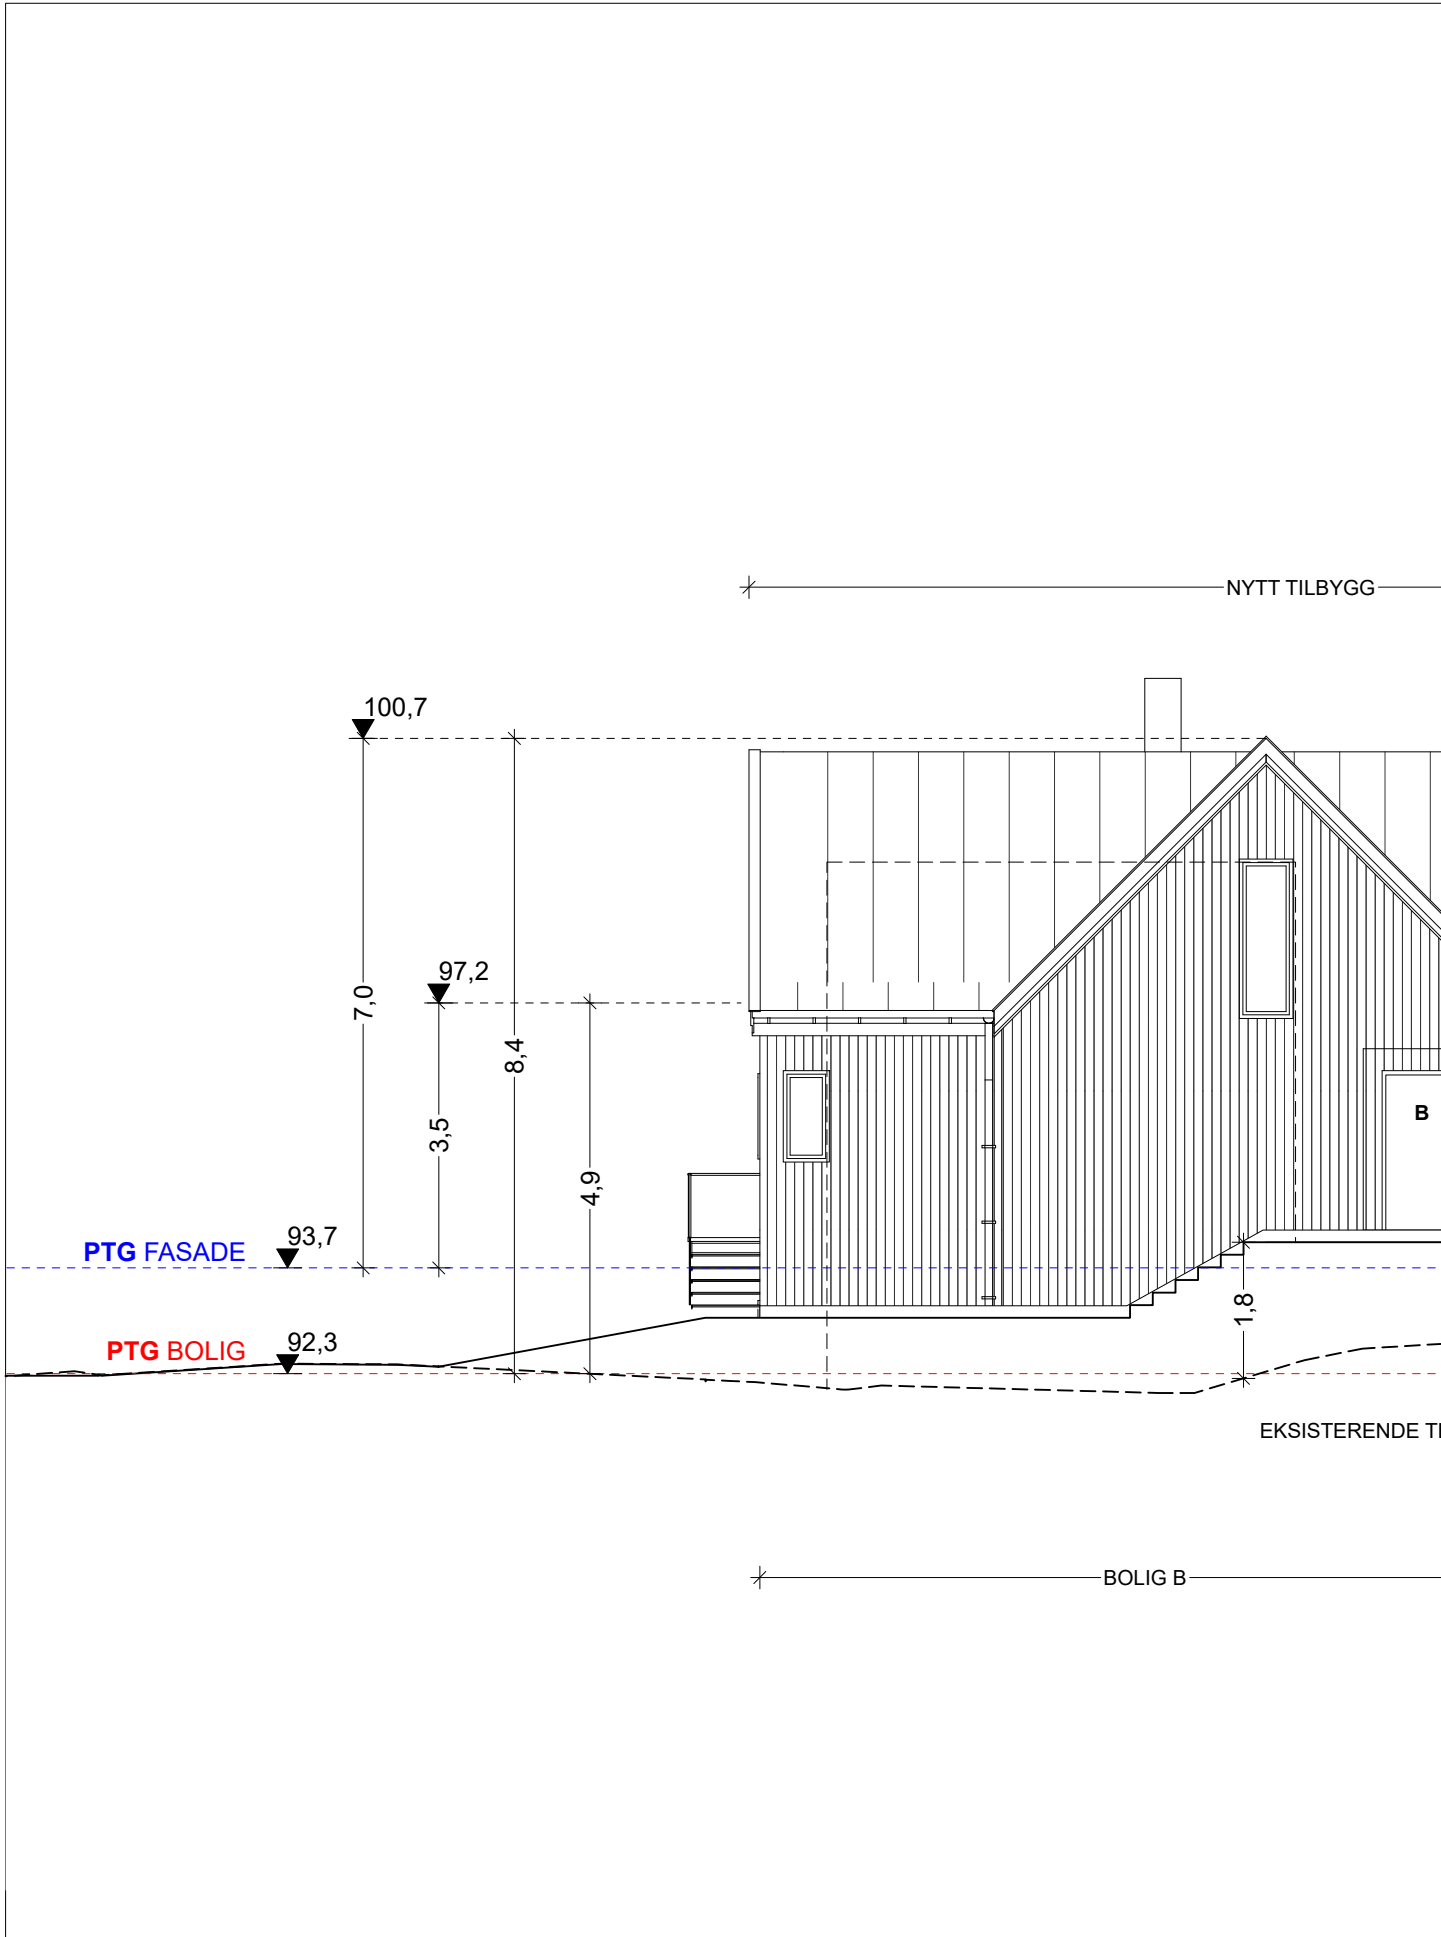 NYTT TILBYGG
100,7
97,2
7,0
8,4
3,5
B
4,9
93,7
PTG FASADE
1,8
92,3
PTG BOLIG
EKSISTERENDE
BOLIG B